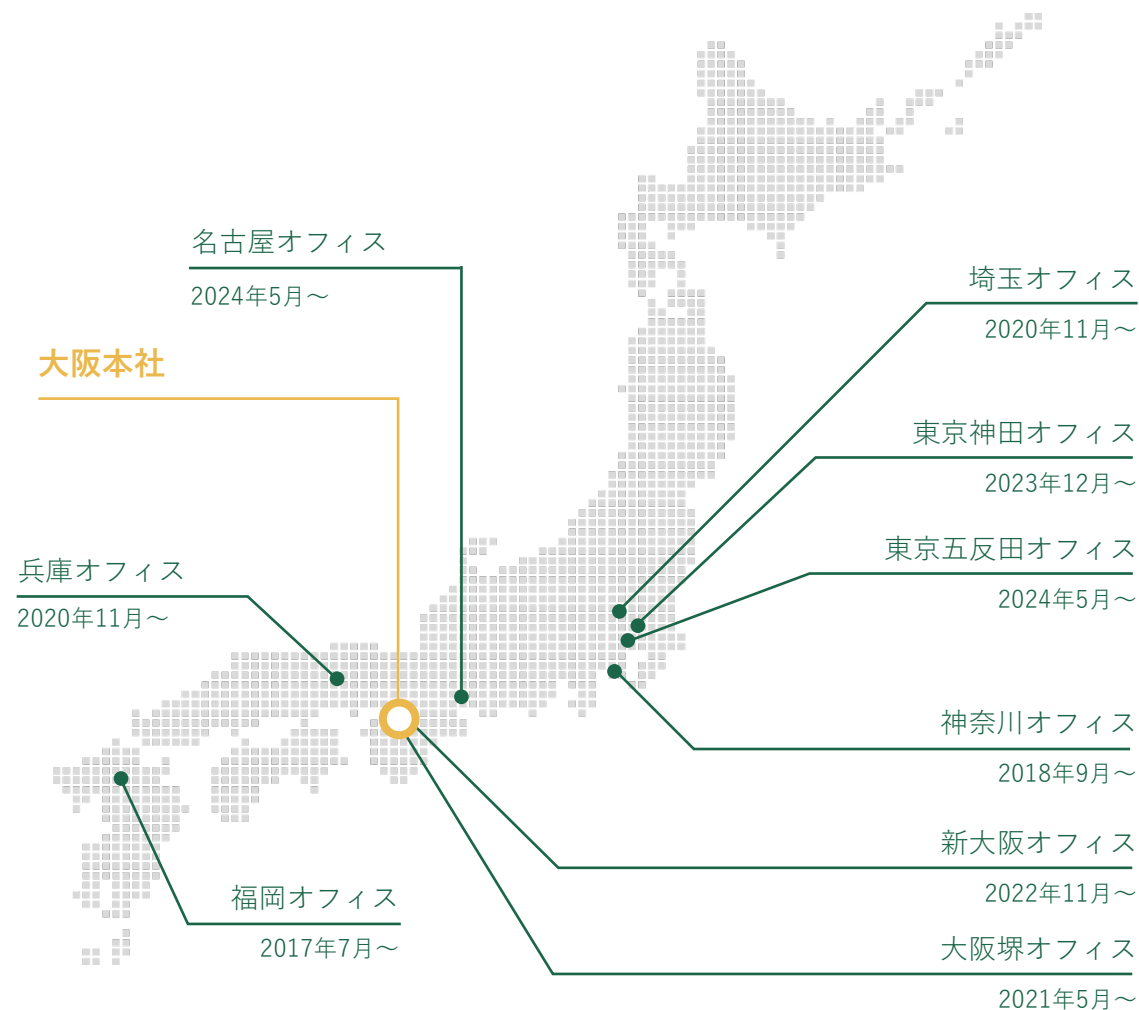 名古屋オフィス
2024年5月～
大阪本社
兵庫オフィス
2020年11月～
福岡オフィス
2017年7月～
埼玉オフィス
2020年11月～
東京神田オフィス
2023年12月～
東京五反田オフィス
2024年5月～
神奈川オフィス
2018年9月～
新大阪オフィス
2022年11月～
大阪堺オフィス
2021年5月～